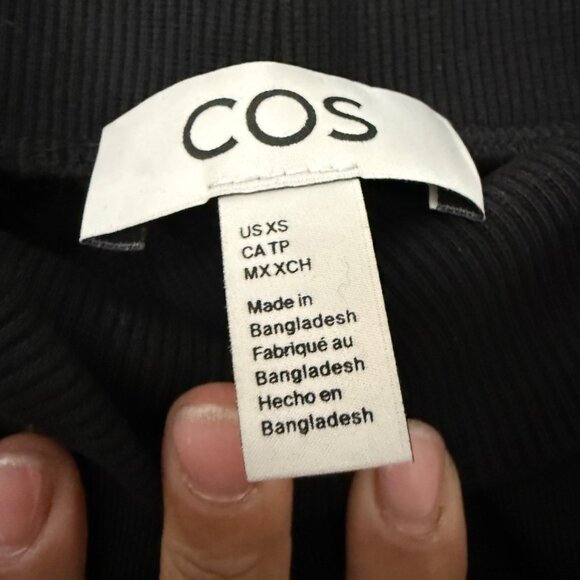 COS
US XS
CA TP
MX XCH
Made in
Bangladesh
Fabriqué au
Bangladesh
Hecho en
Bangladesh